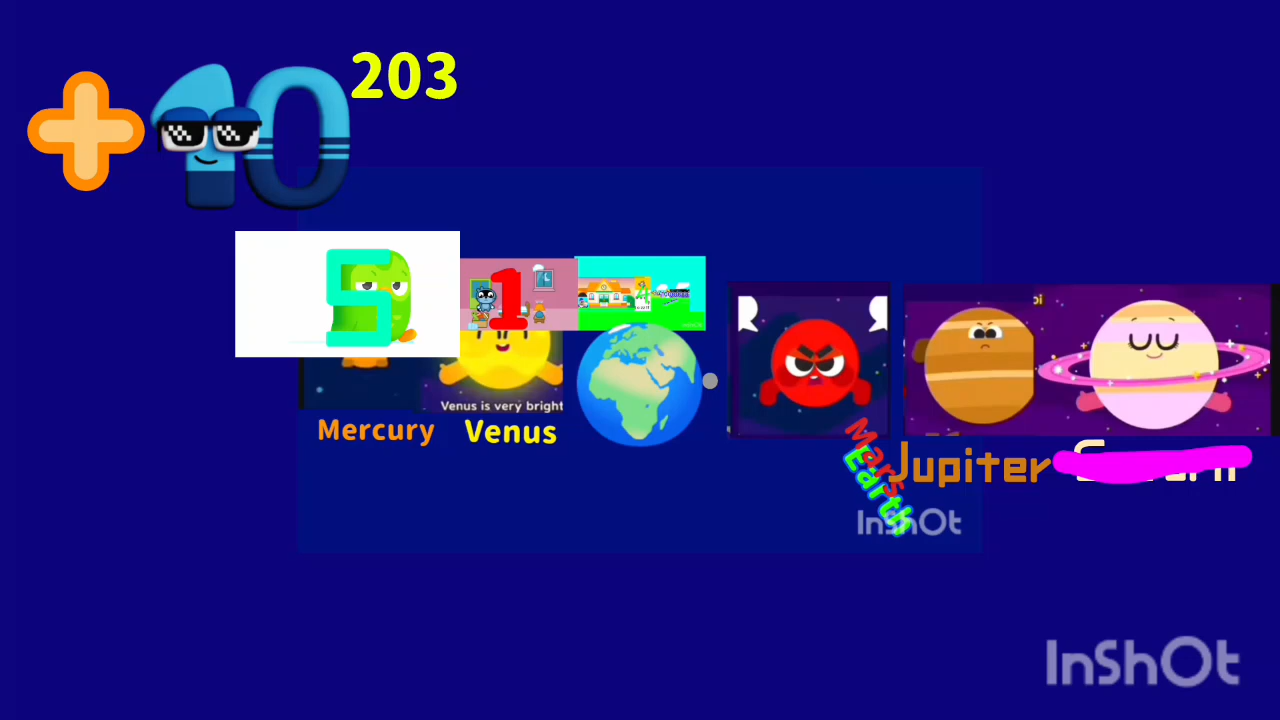 +10
203
5
1
Venus is very bright
Mercury
Venus
Mars
Earth
Jupiter
InShOt
InShOt